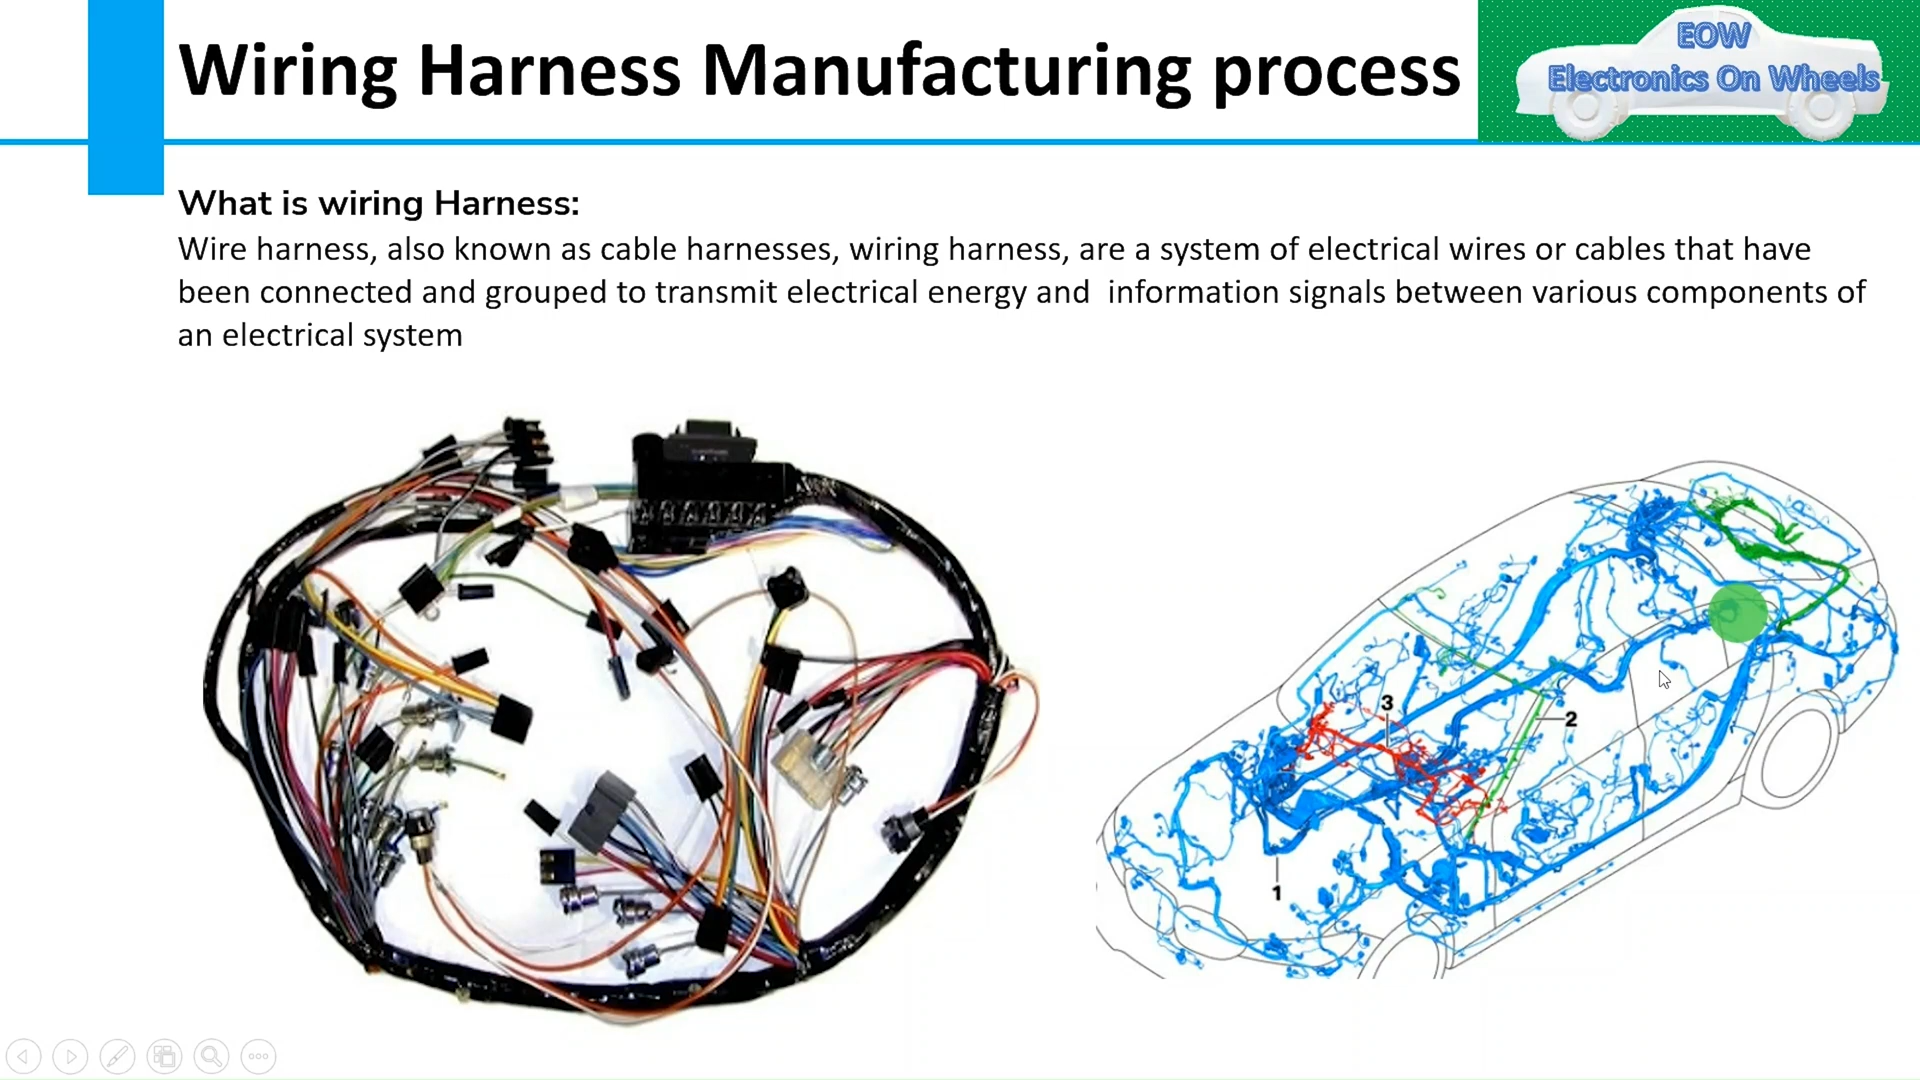 Wiring Harness Manufacturing process
EOW
Electronics On Wheels
What is wiring Harness:
Wire harness, also known as cable harnesses, wiring harness, are a system of electrical wires or cables that have
been connected and grouped to transmit electrical energy and  information signals between various components of
an electrical system
3
2
1